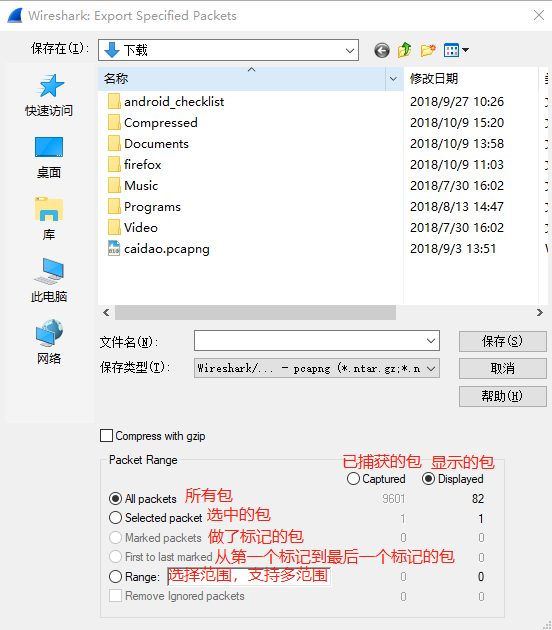 Wireshark: Export Specified Packets
保存在(I):
下载
名称
修改日期
android_checklist
2018/9/27 10:26
Compressed
2018/10/9 15:20
Documents
2018/10/9 13:58
firefox
2018/10/9 11:03
Music
2018/7/30 16:02
Programs
2018/8/13 14:47
Video
2018/7/30 16:02
caidao.pcapng
2018/9/3 13:51
快速访问
桌面
库
此电脑
网络
文件名(N):
保存(S)
保存类型(T):
Wireshark/... - pcapng (*.ntar.gz;*.n
取消
帮助(H)
Compress with gzip
Packet Range
已捕获的包 显示的包
Captured Displayed
All packets 所有包 9601 82
Selected packet 选中的包 1 1
Marked packets 做了标记的包 0 0
First to last marked 从第一个标记到最后一个标记的包 0 0
Range: 选择范围，支持多范围 0 0
Remove Ignored packets 0 0